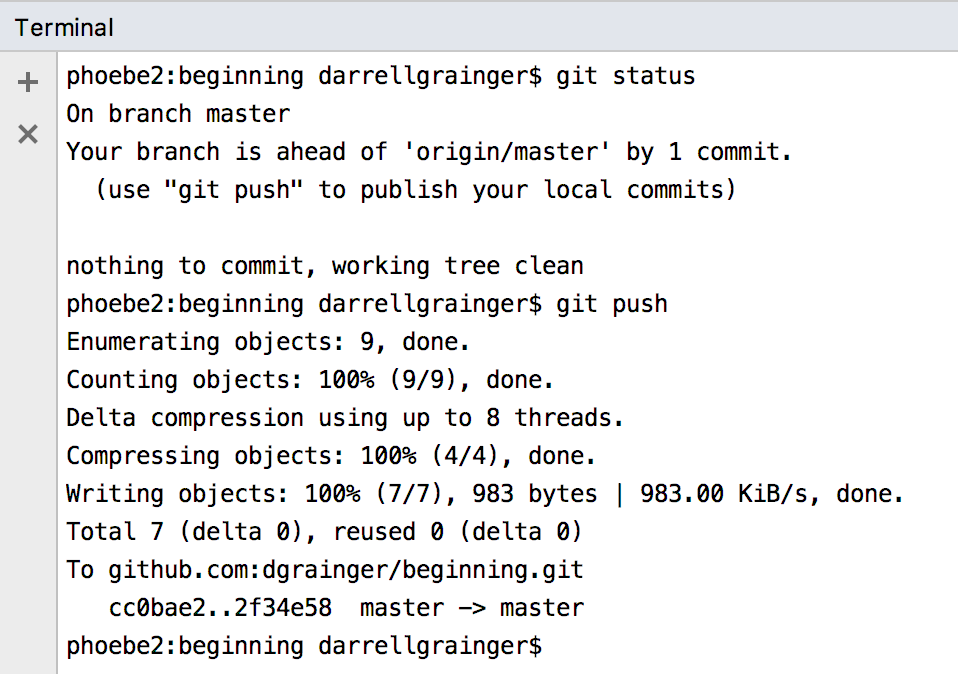 Terminal
phoebe2:beginning darrellgrainger$ git status
On branch master
Your branch is ahead of 'origin/master' by 1 commit.
  (use "git push" to publish your local commits)

nothing to commit, working tree clean
phoebe2:beginning darrellgrainger$ git push
Enumerating objects: 9, done.
Counting objects: 100% (9/9), done.
Delta compression using up to 8 threads.
Compressing objects: 100% (4/4), done.
Writing objects: 100% (7/7), 983 bytes | 983.00 KiB/s, done.
Total 7 (delta 0), reused 0 (delta 0)
To github.com:dgrainger/beginning.git
   cc0bae2..2f34e58  master -> master
phoebe2:beginning darrellgrainger$